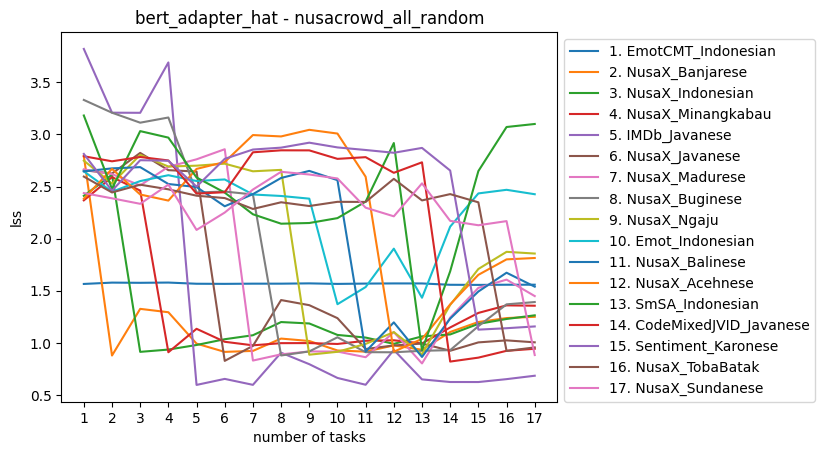 bert_adapter_hat - nusacrowd_all_random
lss
3.5
3.0
2.5
2.0
1.5
1.0
0.5
1 2 3 4 5 6 7 8 9 10 11 12 13 14 15 16 17
number of tasks
1. EmotCMT_Indonesian
2. NusaX_Banjarese
3. NusaX_Indonesian
4. NusaX_Minangkabau
5. IMDb_Javanese
6. NusaX_Javanese
7. NusaX_Madurese
8. NusaX_Buginese
9. NusaX_Ngaju
10. Emot_Indonesian
11. NusaX_Balinese
12. NusaX_Acehnese
13. SmSA_Indonesian
14. CodeMixedJVID_Javanese
15. Sentiment_Karonese
16. NusaX_TobaBatak
17. NusaX_Sundanese